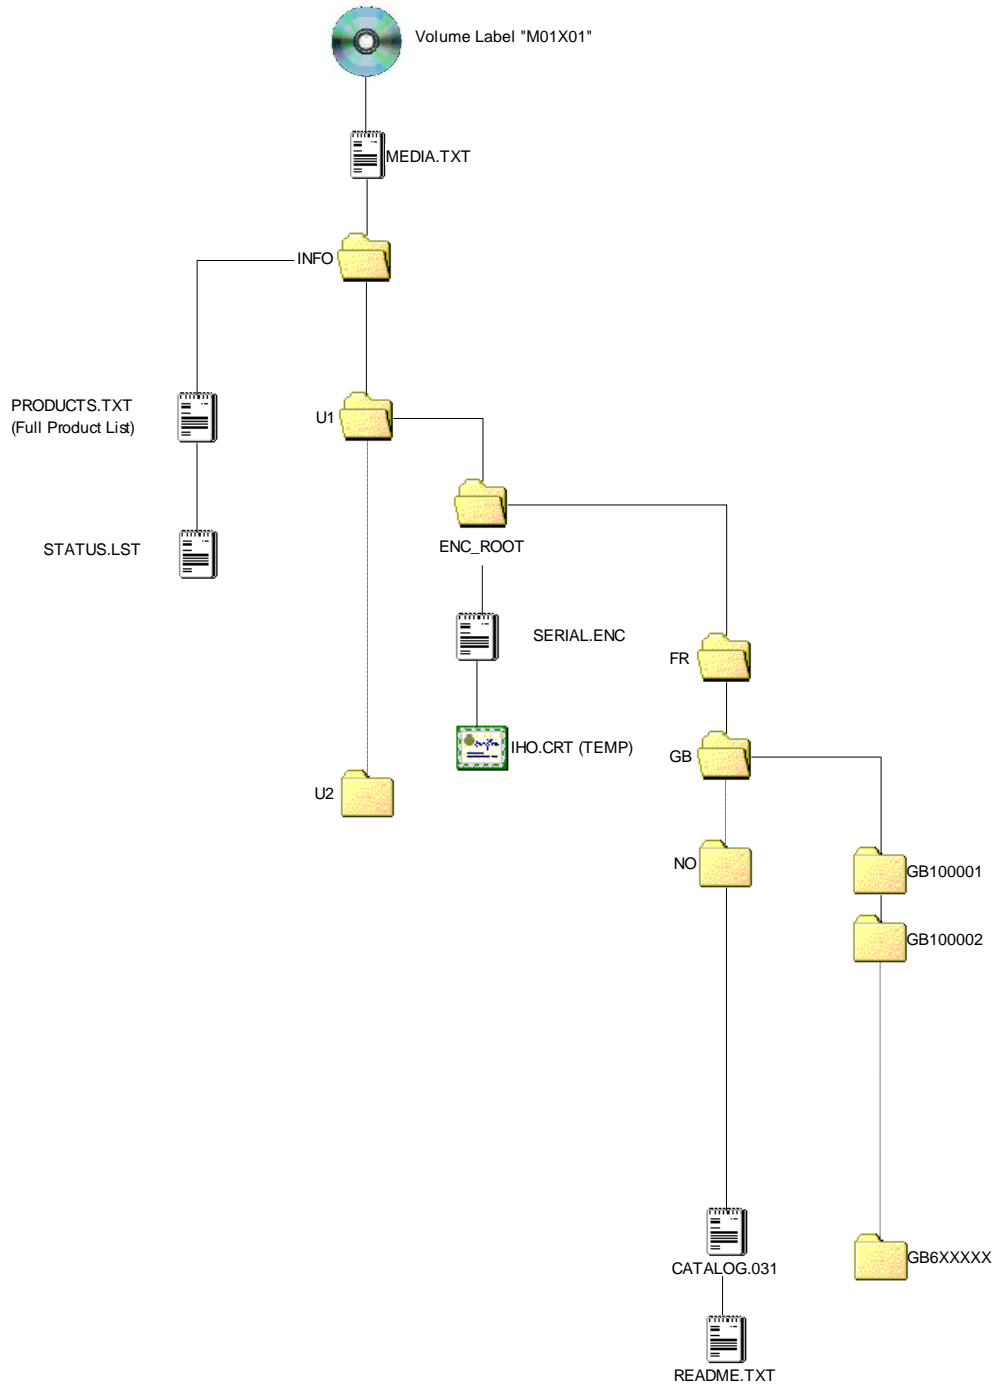 Volume Label "M01X01"
MEDIA.TXT
INFO
PRODUCTS.TXT
(Full Product List)
U1
STATUS.LST
ENC_ROOT
SERIAL.ENC
FR
IHO.CRT (TEMP)
GB
U2
NO
GB100001
GB100002
GB6XXXXX
CATALOG.031
README.TXT